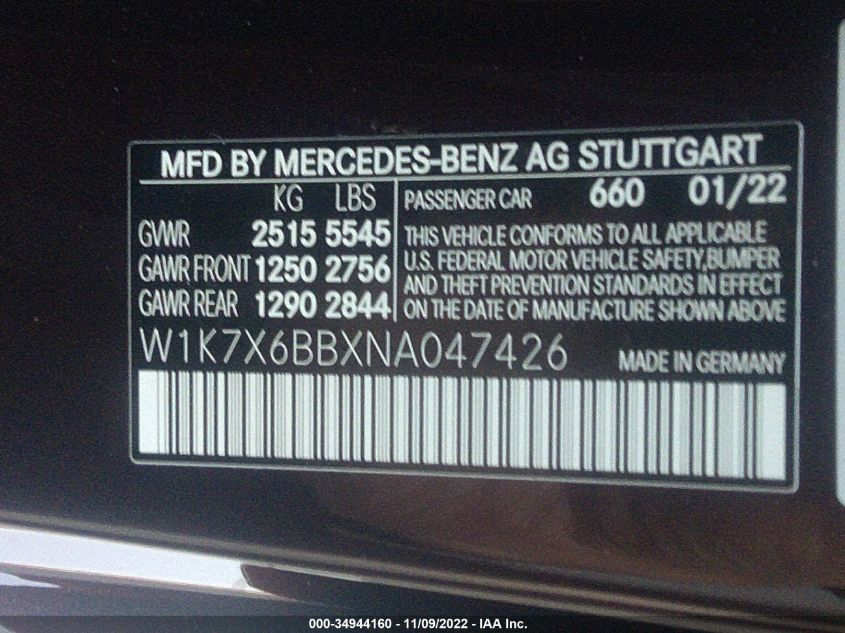 MFD BY MERCEDES-BENZ AG STUTTGART
KG LBS
GVWR 2515 5545
GAWR FRONT 1250 2756
GAWR REAR 1290 2844
PASSENGER CAR 660 01/22
THIS VEHICLE CONFORMS TO ALL APPLICABLE
U.S. FEDERAL MOTOR VEHICLE SAFETY, BUMPER
AND THEFT PREVENTION STANDARDS IN EFFECT
ON THE DATE OF MANUFACTURE SHOWN ABOVE
W1K7X6BBXNA047426 MADE IN GERMANY
000-34944160 - 11/09/2022 - IAA Inc.